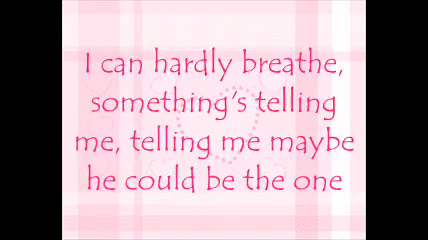 I can hardly breathe,
something's telling
me, telling me maybe
he could be the one